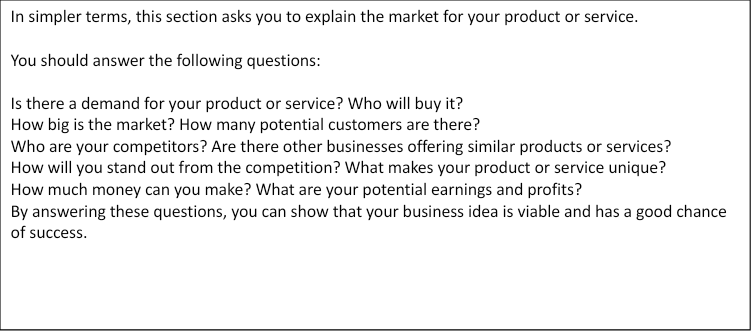 In simpler terms, this section asks you to explain the market for your product or service.
You should answer the following questions:
Is there a demand for your product or service? Who will buy it?
How big is the market? How many potential customers are there?
Who are your competitors? Are there other businesses offering similar products or services?
How will you stand out from the competition? What makes your product or service unique?
How much money can you make? What are your potential earnings and profits?
By answering these questions, you can show that your business idea is viable and has a good chance
of success.